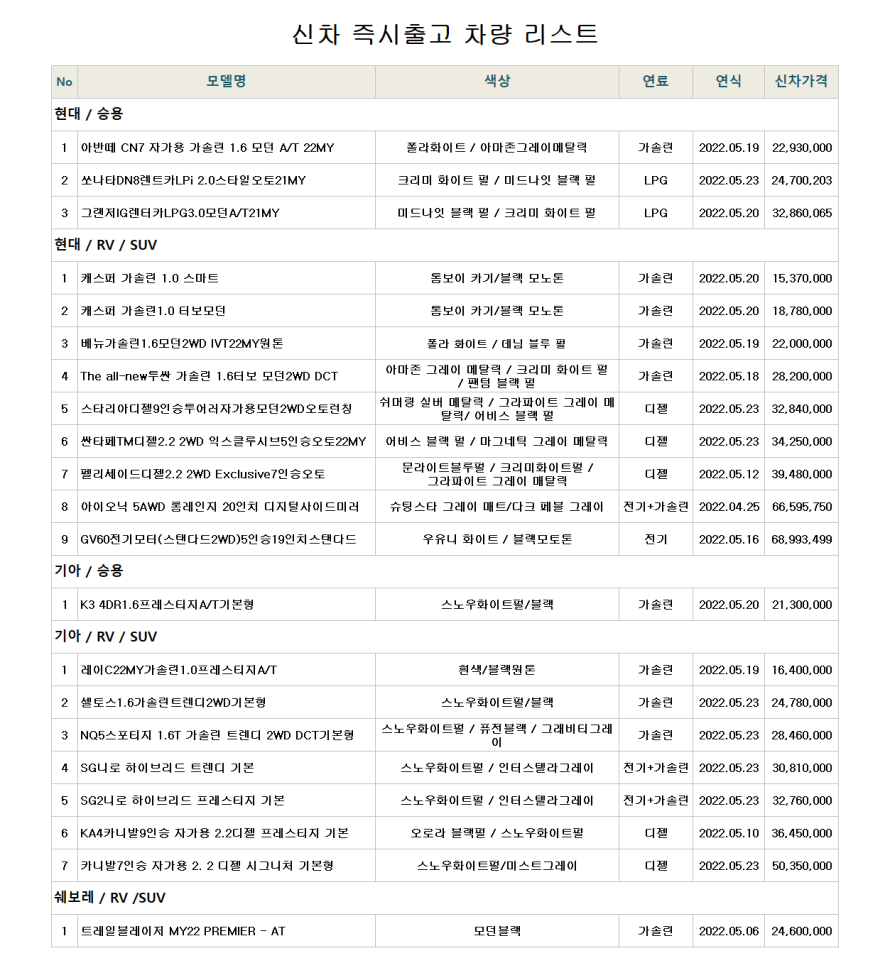 신차 즉시출고 차량 리스트
No 모델명 색상 연료 연식 신차가격
현대 / 승용
1 아반떼 CN7 자가용 가솔린 1.6 모던 A/T 22MY 폴라화이트 / 아마존그레이메탈릭 가솔린 2022.05.19 22,930,000
2 쏘나타DN8렌트카LPi 2.0스타일오토21MY 크리미 화이트 펄 / 미드나잇 블랙 펄 LPG 2022.05.23 24,700,203
3 그랜저IG렌터카LPG3.0모던A/T21MY 미드나잇 블랙 펄 / 크리미 화이트 펄 LPG 2022.05.20 32,860,065
현대 / RV / SUV
1 캐스퍼 가솔린 1.0 스마트 톰보이 카기/블랙 모노톤 가솔린 2022.05.20 15,370,000
2 캐스퍼 가솔린1.0 터보모던 톰보이 카기/블랙 모노톤 가솔린 2022.05.20 18,780,000
3 베뉴가솔린1.6모던2WD IVT22MY원톤 폴라 화이트 / 데님 블루 펄 가솔린 2022.05.19 22,000,000
4 The all-new투싼 가솔린 1.6터보 모던2WD DCT 아마존 그레이 메탈릭 / 크리미 화이트 펄 가솔린 2022.05.18 28,200,000
/ 팬텀 블랙 펄
5 스타리아디젤9인승투어러자가용모던2WD오토런칭 쉬머링 실버 메탈릭 / 그라파이트 그레이 메 디젤 2022.05.23 32,840,000
탈릭/ 어비스 블랙 펄
6 싼타페TM디젤2.2 2WD 익스클루시브5인승오토22MY 어비스 블랙 펄 / 마그네틱 그레이 메탈릭 디젤 2022.05.23 34,250,000
7 펠리세이드디젤2.2 2WD Exclusive7인승오토 문라이트블루펄 / 크리미화이트펄 / 디젤 2022.05.12 39,480,000
그라파이트 그레이 메탈릭
8 아이오닉 5AWD 롱레인지 20인치 디지털사이드미러 슈팅스타 그레이 매트/다크 페블 그레이 전기+가솔린 2022.04.25 66,595,750
9 GV60전기모터(스탠다드2WD)5인승19인치스탠다드 우유니 화이트 / 블랙모토톤 전기 2022.05.16 68,993,499
기아 / 승용
1 K3 4DR1.6프레스티지A/T기본형 스노우화이트펄/블랙 가솔린 2022.05.20 21,300,000
기아 / RV / SUV
1 레이C22MY가솔린1.0프레스티지A/T 흰색/블랙원톤 가솔린 2022.05.19 16,400,000
2 셀토스1.6가솔린트렌디2WD기본형 스노우화이트펄/블랙 가솔린 2022.05.23 24,780,000
3 NQ5스포티지 1.6T 가솔린 트렌디 2WD DCT기본형 스노우화이트펄 / 퓨전블랙 / 그래비티그레 가솔린 2022.05.23 28,460,000
이
4 SG니로 하이브리드 트렌디 기본 스노우화이트펄 / 인터스텔라그레이 전기+가솔린 2022.05.23 30,810,000
5 SG2니로 하이브리드 프레스티지 기본 스노우화이트펄 / 인터스텔라그레이 전기+가솔린 2022.05.23 32,760,000
6 KA4카니발9인승 자가용 2.2디젤 프레스티지 기본 오로라 블랙펄 / 스노우화이트펄 디젤 2022.05.10 36,450,000
7 카니발7인승 자가용 2. 2 디젤 시그니처 기본형 스노우화이트펄/미스트그레이 디젤 2022.05.23 50,350,000
쉐보레 / RV /SUV
1 트레일블레이저 MY22 PREMIER - AT 모던블랙 가솔린 2022.05.06 24,600,000